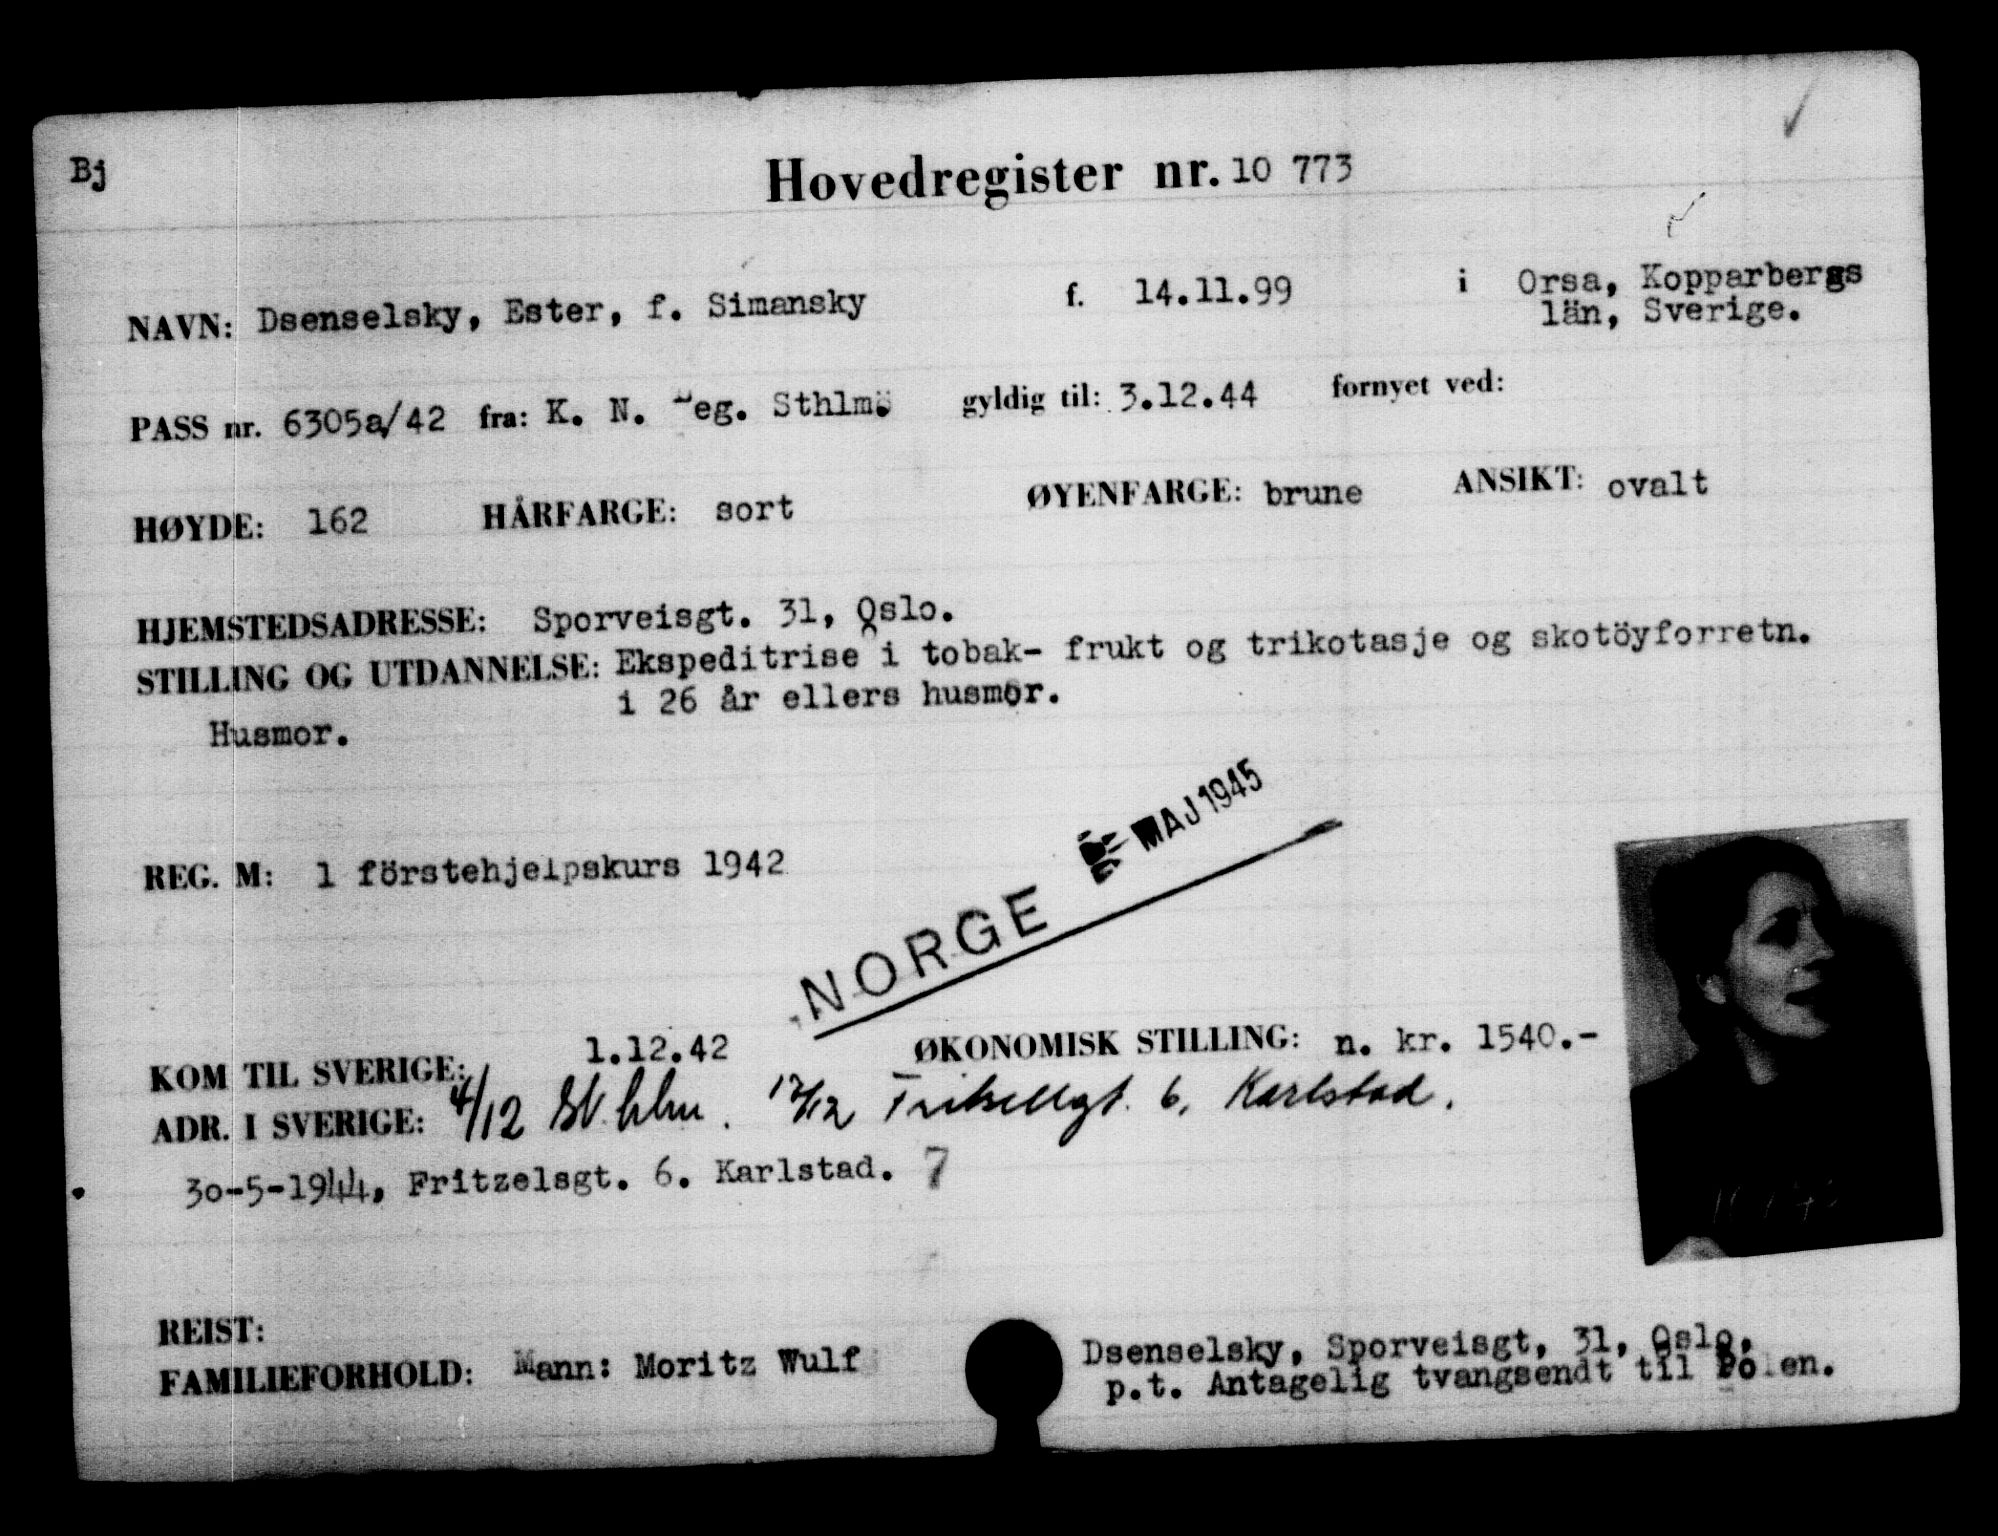 Bj
Hovedregister nr. 10 773
NAVN: Dsenselsky, Ester, f. Simansky f. 14.11.99 i Orsa, Kopparbergs
län, Sverige.
PASS nr. 6305a/42 fra: K. N. Leg. Sthlm. gyldig til: 3.12.44 fornyet ved:
HØYDE: 162 HÅRFARGE: sort ØYENFARGE: brune ANSIKT: ovalt
HJEMSTEDSADRESSE: Sporveisgt. 31, Oslo.
STILLING OG UTDANNELSE: Ekspeditrise i tobak- frukt og trikotasje og skotöyforretn.
i 26 år ellers husmor.
Husmor.
MAJ 1945
REG. M: 1 förstehjelpskurs 1942
NORGE
KOM TIL SVERIGE: 1.12.42 ØKONOMISK STILLING: n. kr. 1540.-
ADR. I SVERIGE: 4/12 Sthlm. 17/12 6, Karlstad.
30-5-1944, Fritzelsgt. 6. Karlstad. 7
REIST:
FAMILIEFORHOLD: Mann: Moritz Wulf Dsenselsky, Sporveisgt, 31, Oslo,
p.t. Antagelig tvangsendt til Polen.